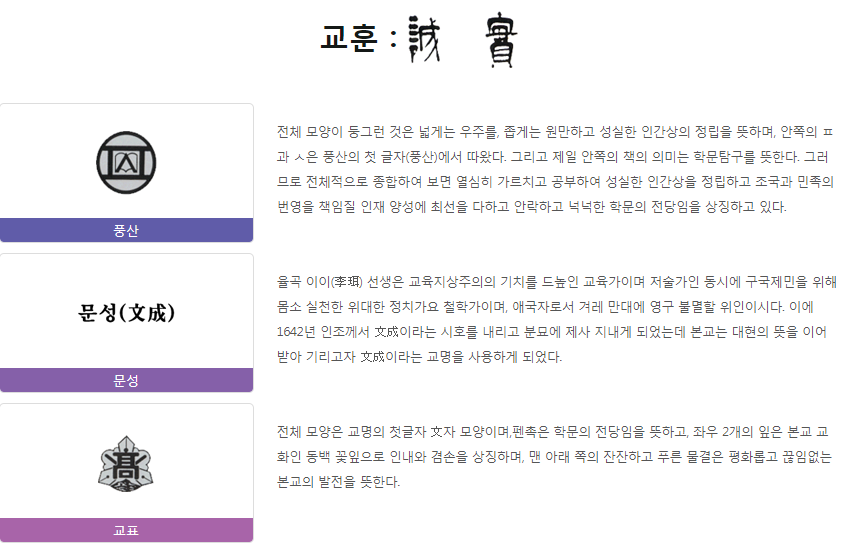 교훈 : 誠 實
전체 모양이 둥그런 것은 넓게는 우주를, 좁게는 원만하고 성실한 인간상의 정립을 뜻하며, 안쪽의 ㅍ
과 ㅅ은 풍산의 첫 글자(풍산)에서 따왔다. 그리고 제일 안쪽의 책의 의미는 학문탐구를 뜻한다. 그러
므로 전체적으로 종합하여 보면 열심히 가르치고 공부하여 성실한 인간상을 정립하고 조국과 민족의
번영을 책임질 인재 양성에 최선을 다하고 안락하고 넉넉한 학문의 전당임을 상징하고 있다.
풍산
문성(文成)
율곡 이이(李珥) 선생은 교육지상주의의 기치를 드높인 교육가이며 저술가인 동시에 구국제민을 위해
몸소 실천한 위대한 정치가요 철학가이며, 애국자로서 겨레 만대에 영구 불멸할 위인이시다. 이에
1642년 인조께서 文成이라는 시호를 내리고 분묘에 제사 지내게 되었는데 본교는 대현의 뜻을 이어
받아 기리고자 文成이라는 교명을 사용하게 되었다.
문성
高
전체 모양은 교명의 첫글자 文자 모양이며,펜촉은 학문의 전당임을 뜻하고, 좌우 2개의 잎은 본교 교
화인 동백 꽃잎으로 인내와 겸손을 상징하며, 맨 아래 쪽의 잔잔하고 푸른 물결은 평화롭고 끊임없는
본교의 발전을 뜻한다.
교표